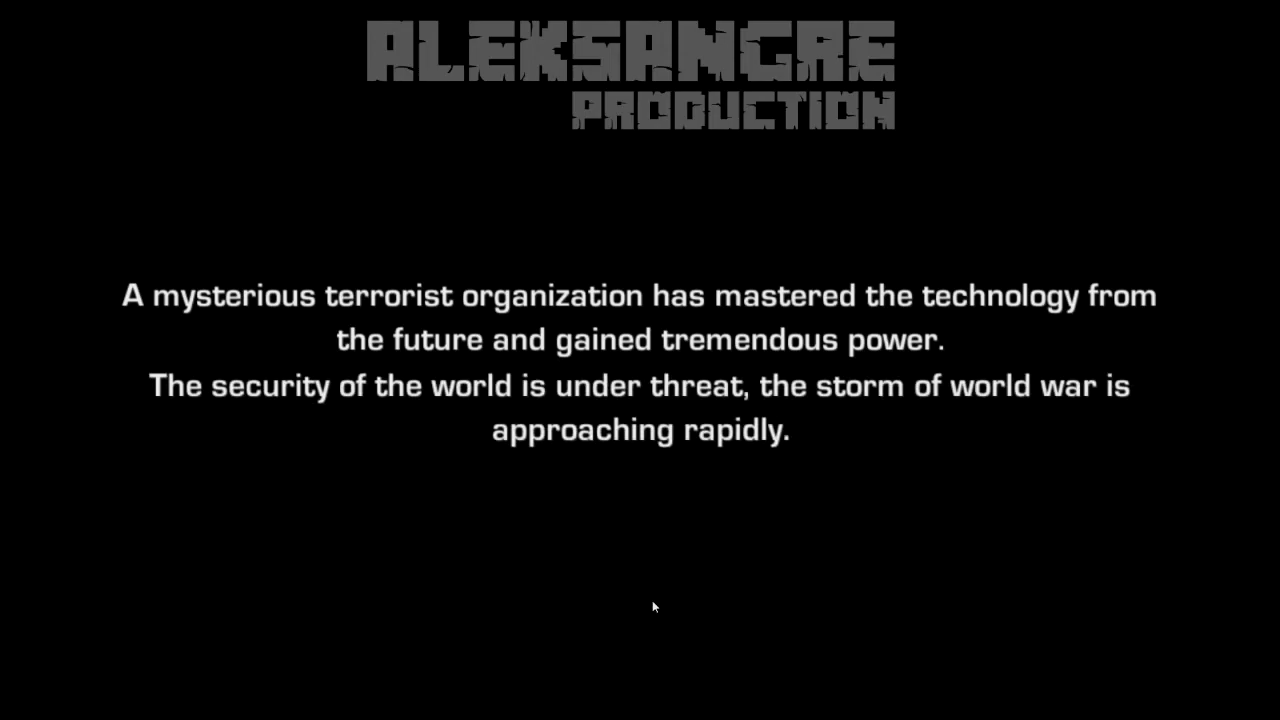 ALEKSANGRE
PRODUCTION
A mysterious terrorist organization has mastered the technology from
the future and gained tremendous power.
The security of the world is under threat, the storm of world war is
approaching rapidly.